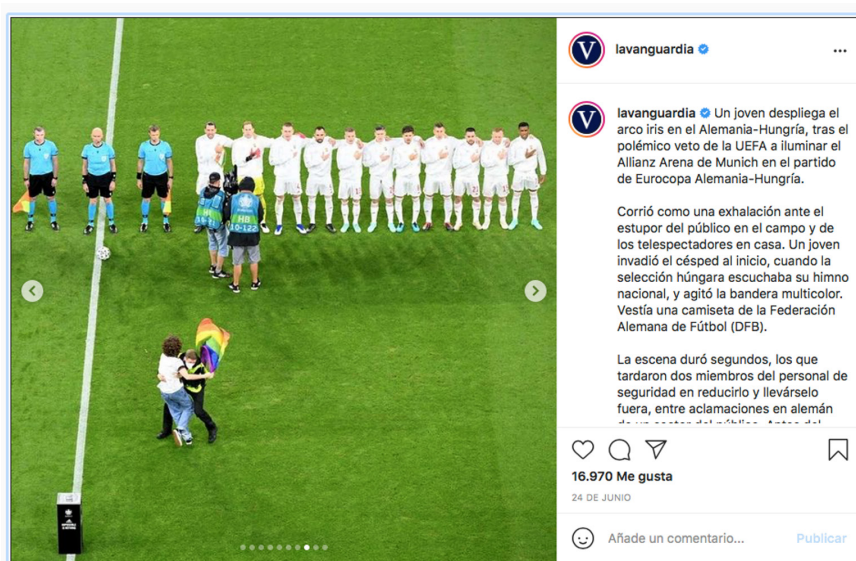 lavanguardia
lavanguardia Un joven despliega el
arco iris en el Alemania-Hungría, tras el
polémico veto de la UEFA a iluminar el
Allianz Arena de Munich en el partido
de Eurocopa Alemania-Hungría.
Corrió como una exhalación ante el
estupor del público en el campo y de
los telespectadores en casa. Un joven
invadió el césped al inicio, cuando la
selección húngara escuchaba su himno
nacional, y agitó la bandera multicolor.
Vestía una camiseta de la Federación
Alemana de Fútbol (DFB).
La escena duró segundos, los que
tardaron dos miembros del personal de
seguridad en reducirlo y llevárselo
fuera, entre aclamaciones en alemán
16.970 Me gusta
24 DE JUNIO
Añade un comentario...
Publicar
V
V
HB
10-122